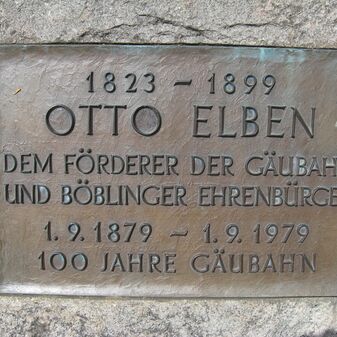 1823 – 1899
OTTO ELBEN
DEM FÖRDERER DER GÄUBAH
UND BÖBLINGER EHRENBÜRGE
1. 9. 1879 – 1. 9. 1979
100 JAHRE GÄUBAHN